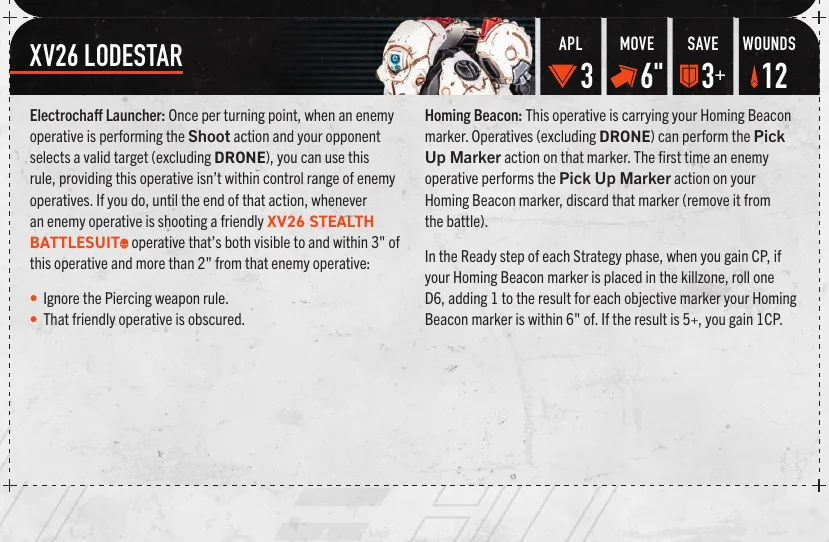 XV26 LODESTAR
APL
3
MOVE
6"
SAVE
3+
WOUNDS
12
Electrochaff Launcher: Once per turning point, when an enemy
operative is performing the Shoot action and your opponent
selects a valid target (excluding DRONE), you can use this
rule, providing this operative isn't within control range of enemy
operatives. If you do, until the end of that action, whenever
an enemy operative is shooting a friendly XV26 STEALTH
BATTLESUIT operative that's both visible to and within 3" of
this operative and more than 2" from that enemy operative:
• Ignore the Piercing weapon rule.
• That friendly operative is obscured.
Homing Beacon: This operative is carrying your Homing Beacon
marker. Operatives (excluding DRONE) can perform the Pick
Up Marker action on that marker. The first time an enemy
operative performs the Pick Up Marker action on your
Homing Beacon marker, discard that marker (remove it from
the battle).
In the Ready step of each Strategy phase, when you gain CP, if
your Homing Beacon marker is placed in the killzone, roll one
D6, adding 1 to the result for each objective marker your Homing
Beacon marker is within 6" of. If the result is 5+, you gain 1CP.